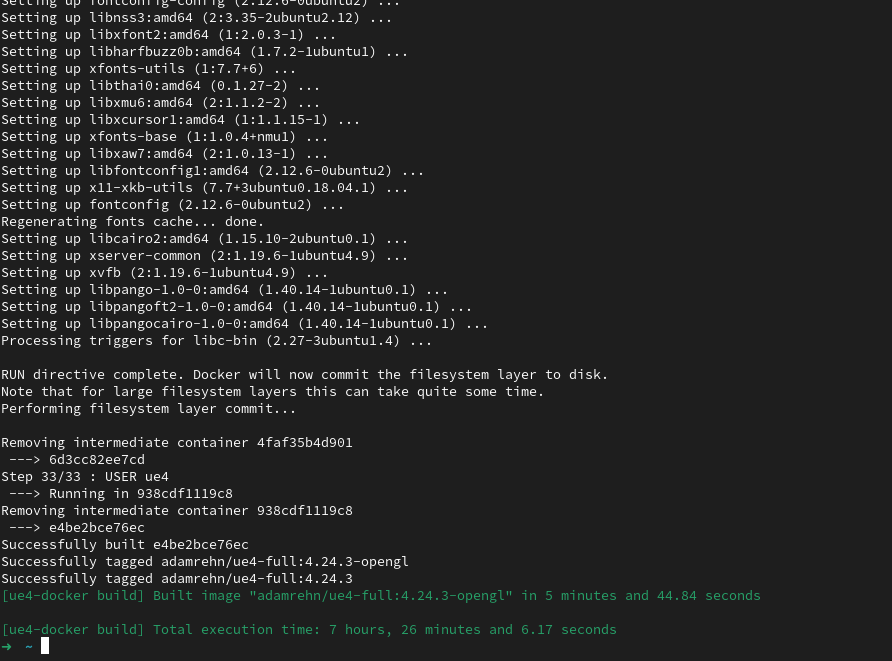 Setting up fontconfig-config (2.12.6-0ubuntu2) ...
Setting up libnss3:amd64 (2:3.35-2ubuntu2.12) ...
Setting up libxfont2:amd64 (1:2.0.3-1) ...
Setting up libharfbuzz0b:amd64 (1.7.2-1ubuntu1) ...
Setting up xfonts-utils (1:7.7+6) ...
Setting up libthai0:amd64 (0.1.27-2) ...
Setting up libxmu6:amd64 (2:1.1.2-2) ...
Setting up libxcursor1:amd64 (1:1.1.15-1) ...
Setting up xfonts-base (1:1.0.4+nmu1) ...
Setting up libxaw7:amd64 (2:1.0.13-1) ...
Setting up libfontconfig1:amd64 (2.12.6-0ubuntu2) ...
Setting up x11-xkb-utils (7.7+3ubuntu0.18.04.1) ...
Setting up fontconfig (2.12.6-0ubuntu2) ...
Regenerating fonts cache... done.
Setting up libcairo2:amd64 (1.15.10-2ubuntu0.1) ...
Setting up xserver-common (2:1.19.6-1ubuntu4.9) ...
Setting up xvfb (2:1.19.6-1ubuntu4.9) ...
Setting up libpango-1.0-0:amd64 (1.40.14-1ubuntu0.1) ...
Setting up libpangoft2-1.0-0:amd64 (1.40.14-1ubuntu0.1) ...
Setting up libpangocairo-1.0-0:amd64 (1.40.14-1ubuntu0.1) ...
Processing triggers for libc-bin (2.27-3ubuntu1.4) ...
RUN directive complete. Docker will now commit the filesystem layer to disk.
Note that for large filesystem layers this can take quite some time.
Performing filesystem layer commit...
Removing intermediate container 4faf35b4d901
---> 6d3cc82ee7cd
Step 33/33 : USER ue4
---> Running in 938cdf1119c8
Removing intermediate container 938cdf1119c8
---> e4be2bce76ec
Successfully built e4be2bce76ec
Successfully tagged adamrehn/ue4-full:4.24.3-opengl
Successfully tagged adamrehn/ue4-full:4.24.3
[ue4-docker build] Built image "adamrehn/ue4-full:4.24.3-opengl" in 5 minutes and 44.84 seconds
[ue4-docker build] Total execution time: 7 hours, 26 minutes and 6.17 seconds
→ ~